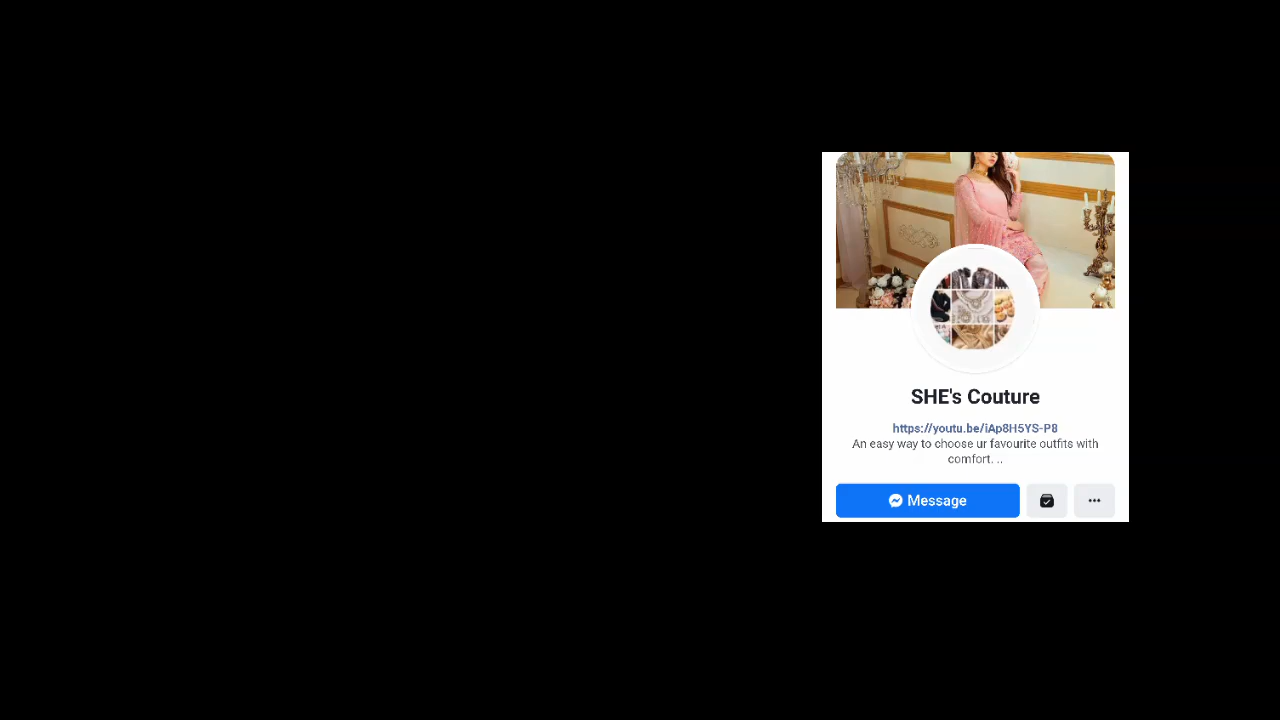 SHE's Couture
https://youtu.be/iAp8H5YS-P8
An easy way to choose ur favourite outfits with
comfort. ..
Message